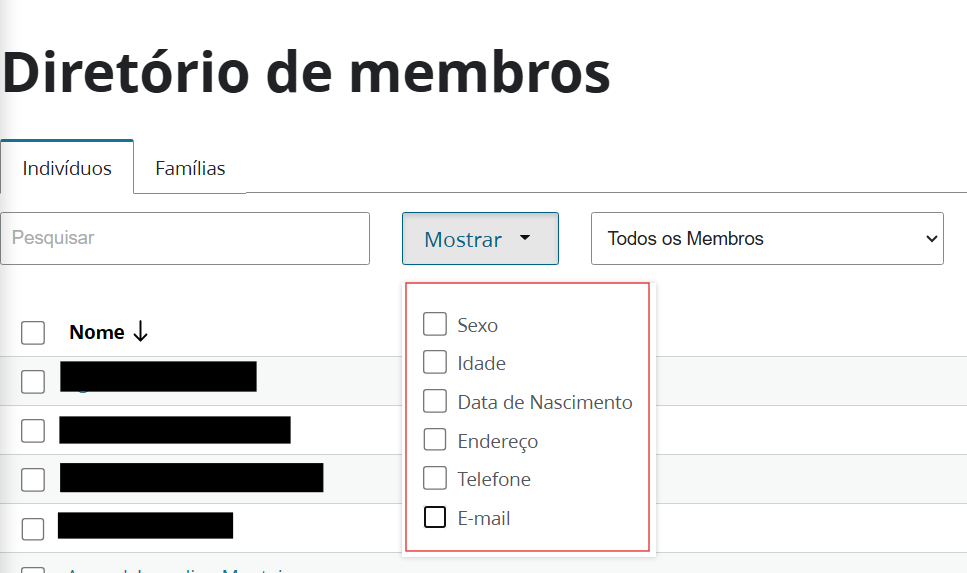 Diretório de membros
Indivíduos Famílias
Pesquisar Mostrar Todos os Membros
Nome
Sexo
Idade
Data de Nascimento
Endereço
Telefone
E-mail